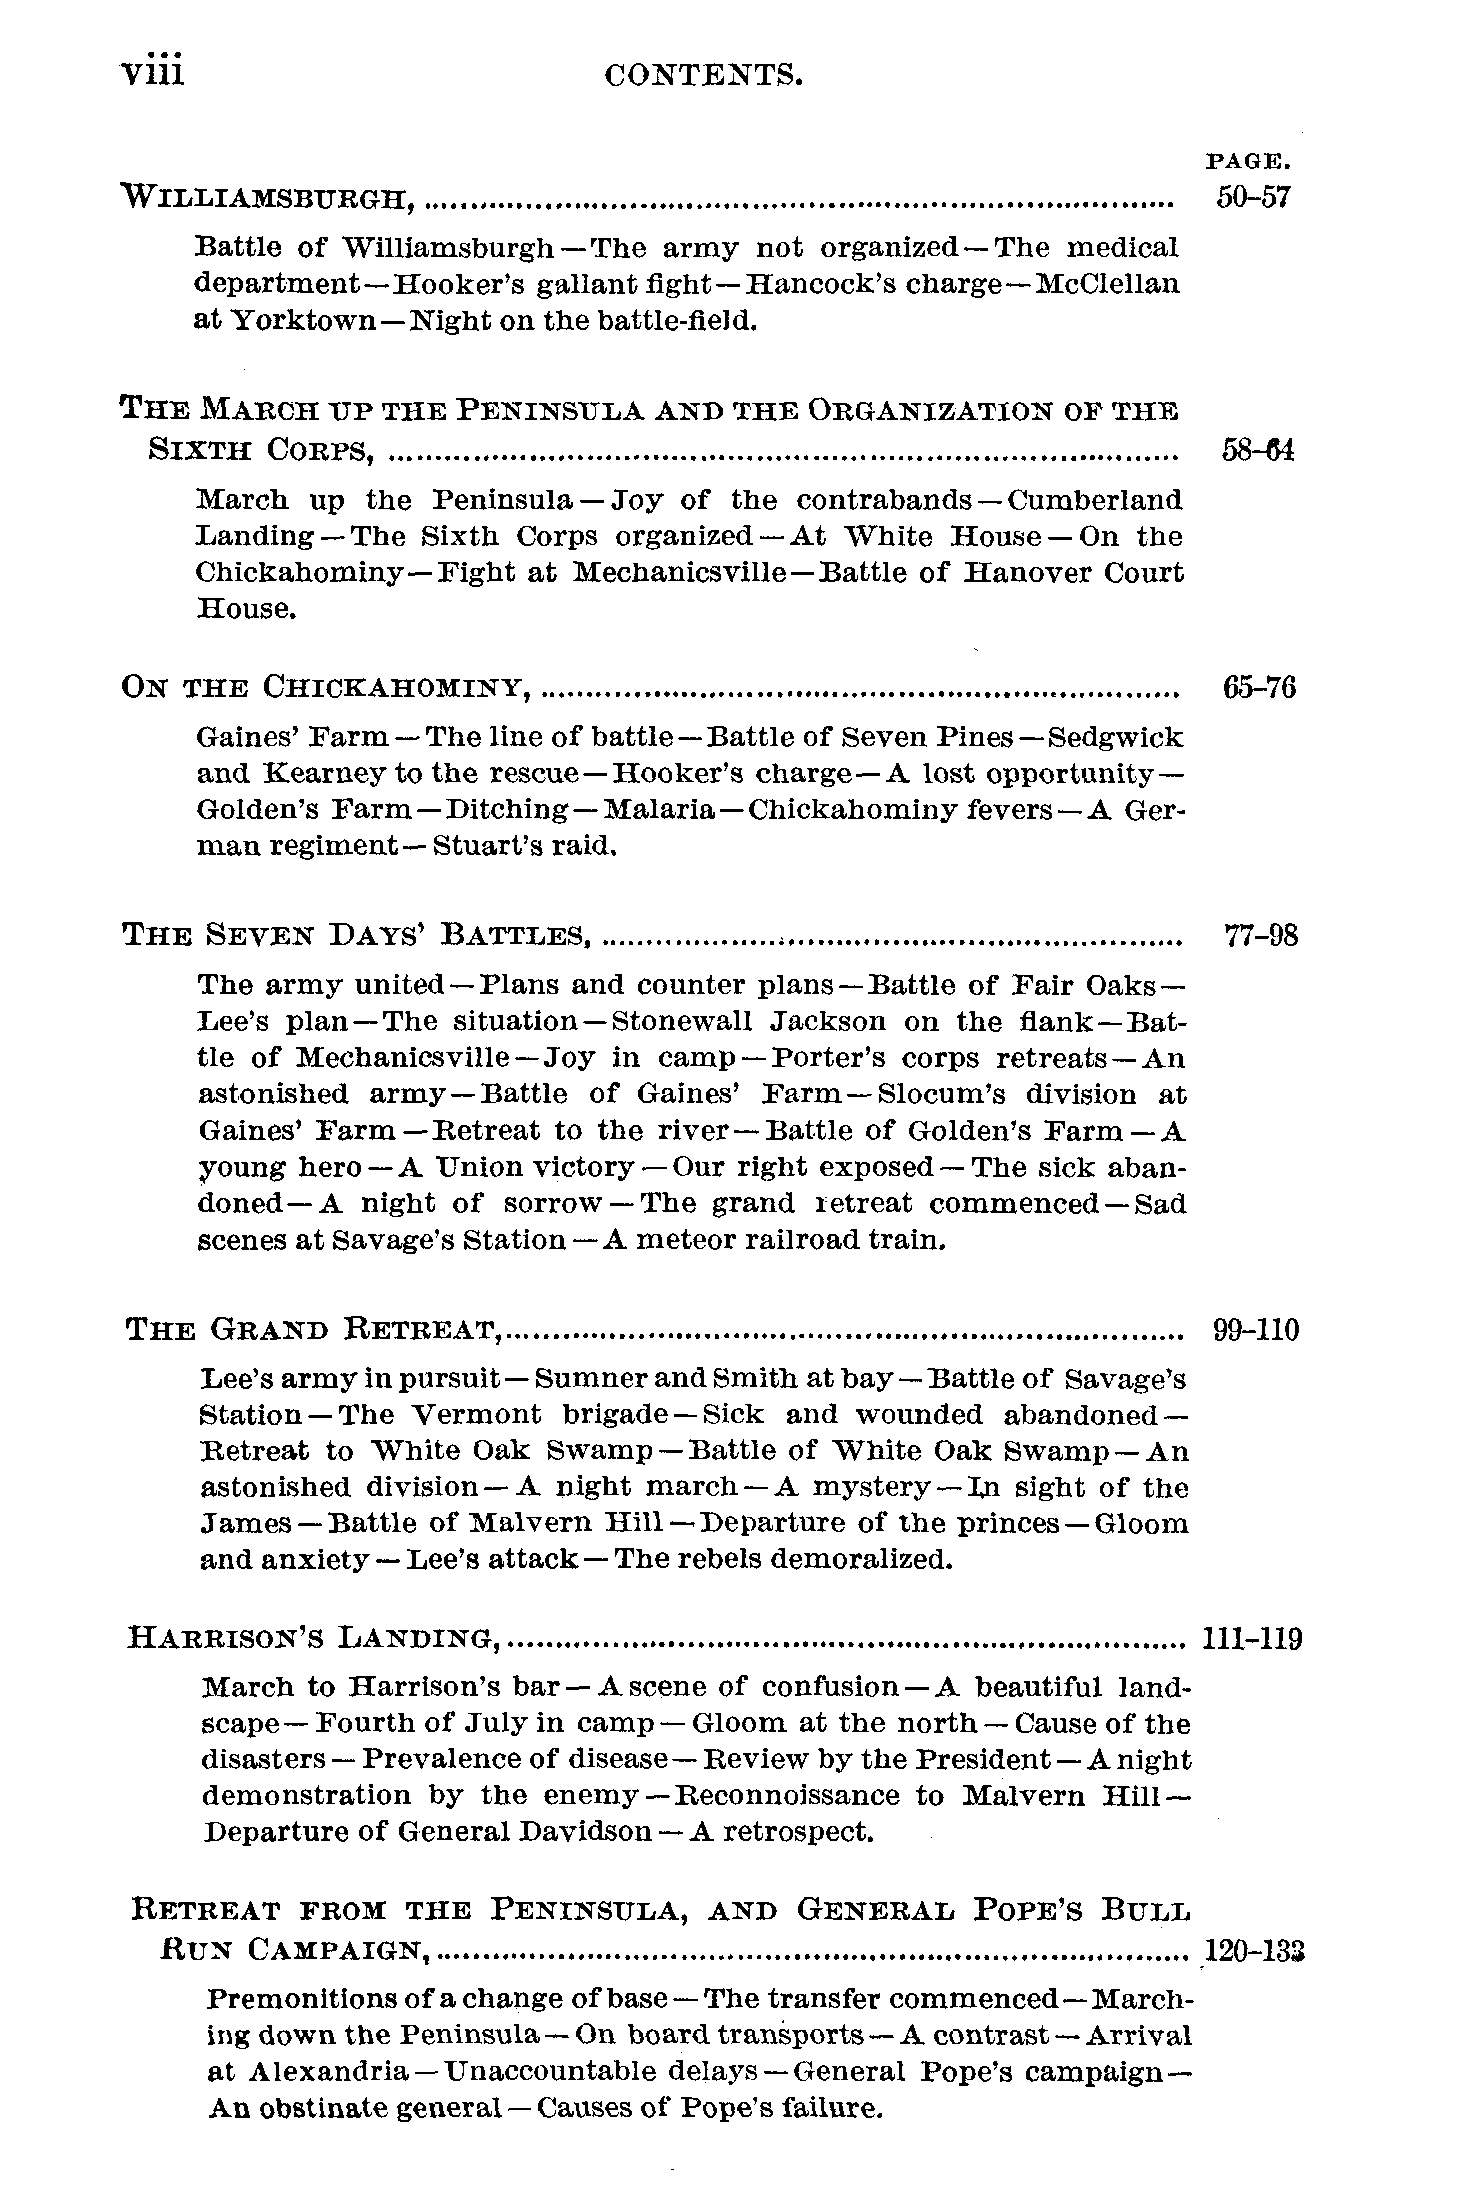 viii CONTENTS.
PAGE.
WILLIAMSBURGH, ........ 50–57
Battle of Williamsburgh—The army not organized—The medical
department—Hooker's gallant fight—Hancock's charge—McClellan
at Yorktown—Night on the battle-field.
THE MARCH UP THE PENINSULA AND THE ORGANIZATION OF THE
SIXTH CORPS, ........ 58–64
March up the Peninsula—Joy of the contrabands—Cumberland
Landing—The Sixth Corps organized—At White House—On the
Chickahominy—Fight at Mechanicsville—Battle of Hanover Court
House.
ON THE CHICKAHOMINY, ........ 65–76
Gaines' Farm—The line of battle—Battle of Seven Pines—Sedgwick
and Kearney to the rescue—Hooker's charge—A lost opportunity—
Golden's Farm—Ditching—Malaria—Chickahominy fevers—A Ger-
man regiment—Stuart's raid.
THE SEVEN DAYS' BATTLES, ........ 77–98
The army united—Plans and counter plans—Battle of Fair Oaks—
Lee's plan—The situation—Stonewall Jackson on the flank—Bat-
tle of Mechanicsville—Joy in camp—Porter's corps retreats—An
astonished army—Battle of Gaines' Farm—Slocum's division at
Gaines' Farm—Retreat to the river—Battle of Golden's Farm—A
young hero—A Union victory—Our right exposed—The sick aban-
doned—A night of sorrow—The grand retreat commenced—Sad
scenes at Savage's Station—A meteor railroad train.
THE GRAND RETREAT, ........ 99–110
Lee's army in pursuit—Sumner and Smith at bay—Battle of Savage's
Station—The Vermont brigade—Sick and wounded abandoned—
Retreat to White Oak Swamp—Battle of White Oak Swamp—An
astonished division—A night march—A mystery—In sight of the
James—Battle of Malvern Hill—Departure of the princes—Gloom
and anxiety—Lee's attack—The rebels demoralized.
HARRISON'S LANDING, ........ 111–119
March to Harrison's bar—A scene of confusion—A beautiful land-
scape—Fourth of July in camp—Gloom at the north—Cause of the
disasters—Prevalence of disease—Review by the President—A night
demonstration by the enemy—Reconnoissance to Malvern Hill—
Departure of General Davidson—A retrospect.
RETREAT FROM THE PENINSULA, AND GENERAL POPE'S BULL
RUN CAMPAIGN, ........ 120–133
Premonitions of a change of base—The transfer commenced—March-
ing down the Peninsula—On board transports—A contrast—Arrival
at Alexandria—Unaccountable delays—General Pope's campaign—
An obstinate general—Causes of Pope's failure.